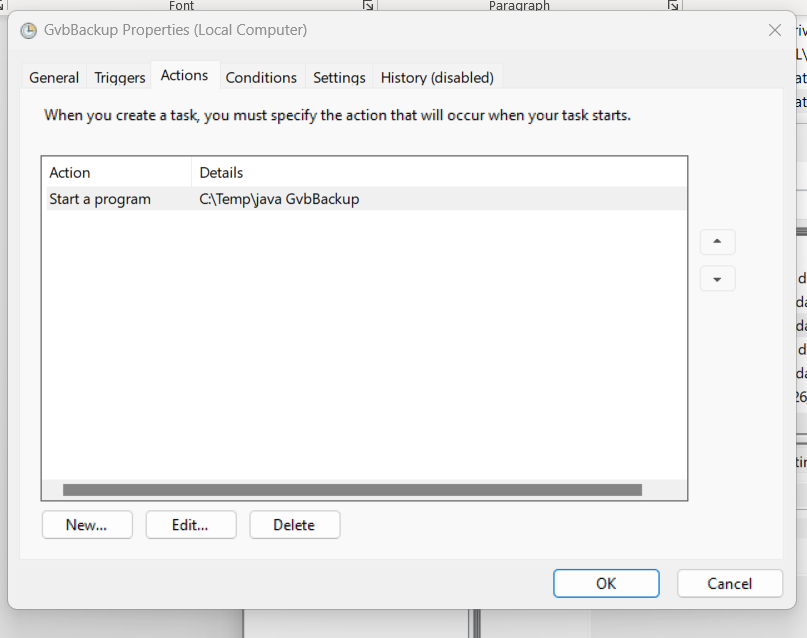 Font Paragraph
GvbBackup Properties (Local Computer)
General Triggers Actions Conditions Settings History (disabled)
When you create a task, you must specify the action that will occur when your task starts.
Action Details
Start a program C:\Temp\java GvbBackup
New... Edit... Delete
OK Cancel